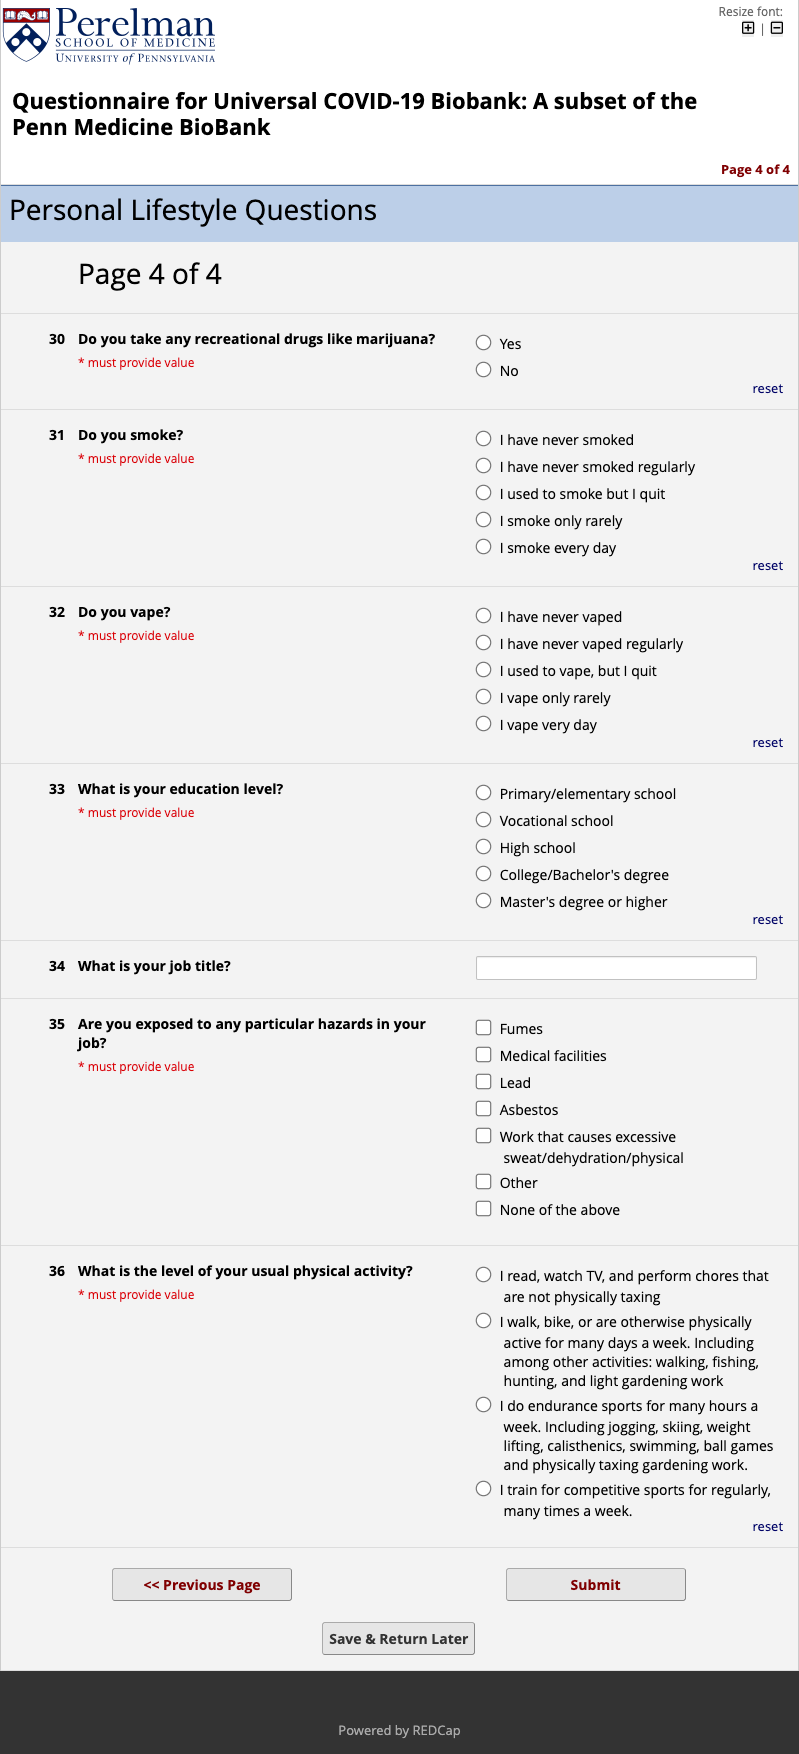 Perelman
SCHOOL OF MEDICINE
UNIVERSITY of PENNSYLVANIA
Resize font:
|
Questionnaire for Universal COVID-19 Biobank: A subset of the
Penn Medicine BioBank
Page 4 of 4
Personal Lifestyle Questions
Page 4 of 4
30 Do you take any recreational drugs like marijuana?
* must provide value
Yes
No
reset
31 Do you smoke?
* must provide value
I have never smoked
I have never smoked regularly
I used to smoke but I quit
I smoke only rarely
I smoke every day
reset
32 Do you vape?
* must provide value
I have never vaped
I have never vaped regularly
I used to vape, but I quit
I vape only rarely
I vape very day
reset
33 What is your education level?
* must provide value
Primary/elementary school
Vocational school
High school
College/Bachelor's degree
Master's degree or higher
reset
34 What is your job title?
35 Are you exposed to any particular hazards in your
job?
* must provide value
Fumes
Medical facilities
Lead
Asbestos
Work that causes excessive
sweat/dehydration/physical
Other
None of the above
36 What is the level of your usual physical activity?
* must provide value
I read, watch TV, and perform chores that
are not physically taxing
I walk, bike, or are otherwise physically
active for many days a week. Including
among other activities: walking, fishing,
hunting, and light gardening work
I do endurance sports for many hours a
week. Including jogging, skiing, weight
lifting, calisthenics, swimming, ball games
and physically taxing gardening work.
I train for competitive sports for regularly,
many times a week.
reset
<< Previous Page
Submit
Save & Return Later
Powered by REDCap